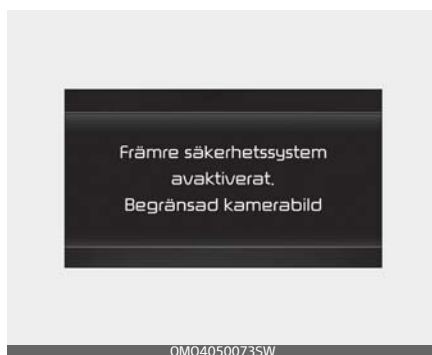 Främre säkerhetssystem
avaktiverat.
Begränsad kamerabild
OMQ4050073SW